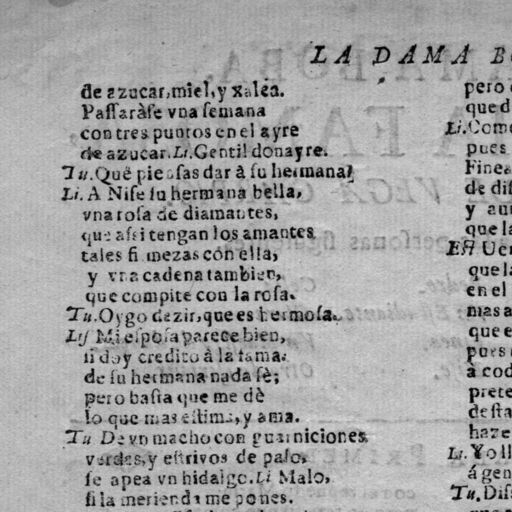 LA DAMA B
de azucar, miel, y xalea.
Passaràse vna semana
con tres puntos en el ayre
de azucar. Li. Gentil donayre.
Tu. Què piensas dar à su hermana?
Li. A Nise su hermana bella,
vna rosa de diamantes,
que assi tengan los amantes
tales firmezas con ella,
y vna cadena tambien,
que compite con la rosa.
Tu. Oygo dezir, que es hermosa.
Lis Mi esposa parece bien,
si doy credito à la fama:
de su hermana nada sè;
pero basta que me dè
lo que mas estima, y ama.
Tu De vn macho con guarniciones
verdes, y estrivos de palo,
se apea vn hidalgo. Li Malo,
si la merienda me pones.
pero
que d
Li. Com
pues
Finea
de dis
y au
que la
Est Uer
que la
en el
mas a
que e
pues
à cod
prete
desta
haze
Li. Yo ll
á gen
Tu. Dis